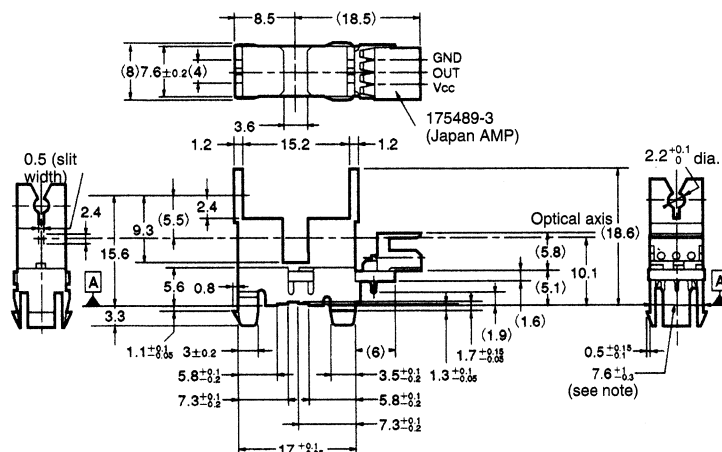 8.5 (18.5)
(8) 7.6±0.2 (4)
GND
OUT
Vcc
175489-3
(Japan AMP)
3.6
1.2 15.2 1.2
0.5 (slit
width)
2.4
2.2 +0.1 0 dia.
(5.5) 2.4
9.3
15.6
Optical axis
(18.6)
(5.8)
10.1
(5.1)
A
5.6
0.8
3.3
A
(1.6)
(1.9)
1.1 +0.1 -0.05
3±0.2
(6)
1.7 +0.15 -0.05
1.3 +0.1 -0.05
0.5 +0.15 -0.1
7.6 +1 -0.3
(see note)
5.8 +0.1 -0.2 3.5 +0.1 -0.2
7.3 +0.1 -0.2 5.8 +0.1 -0.2
7.3 +0.1 -0.2
17 +0.1